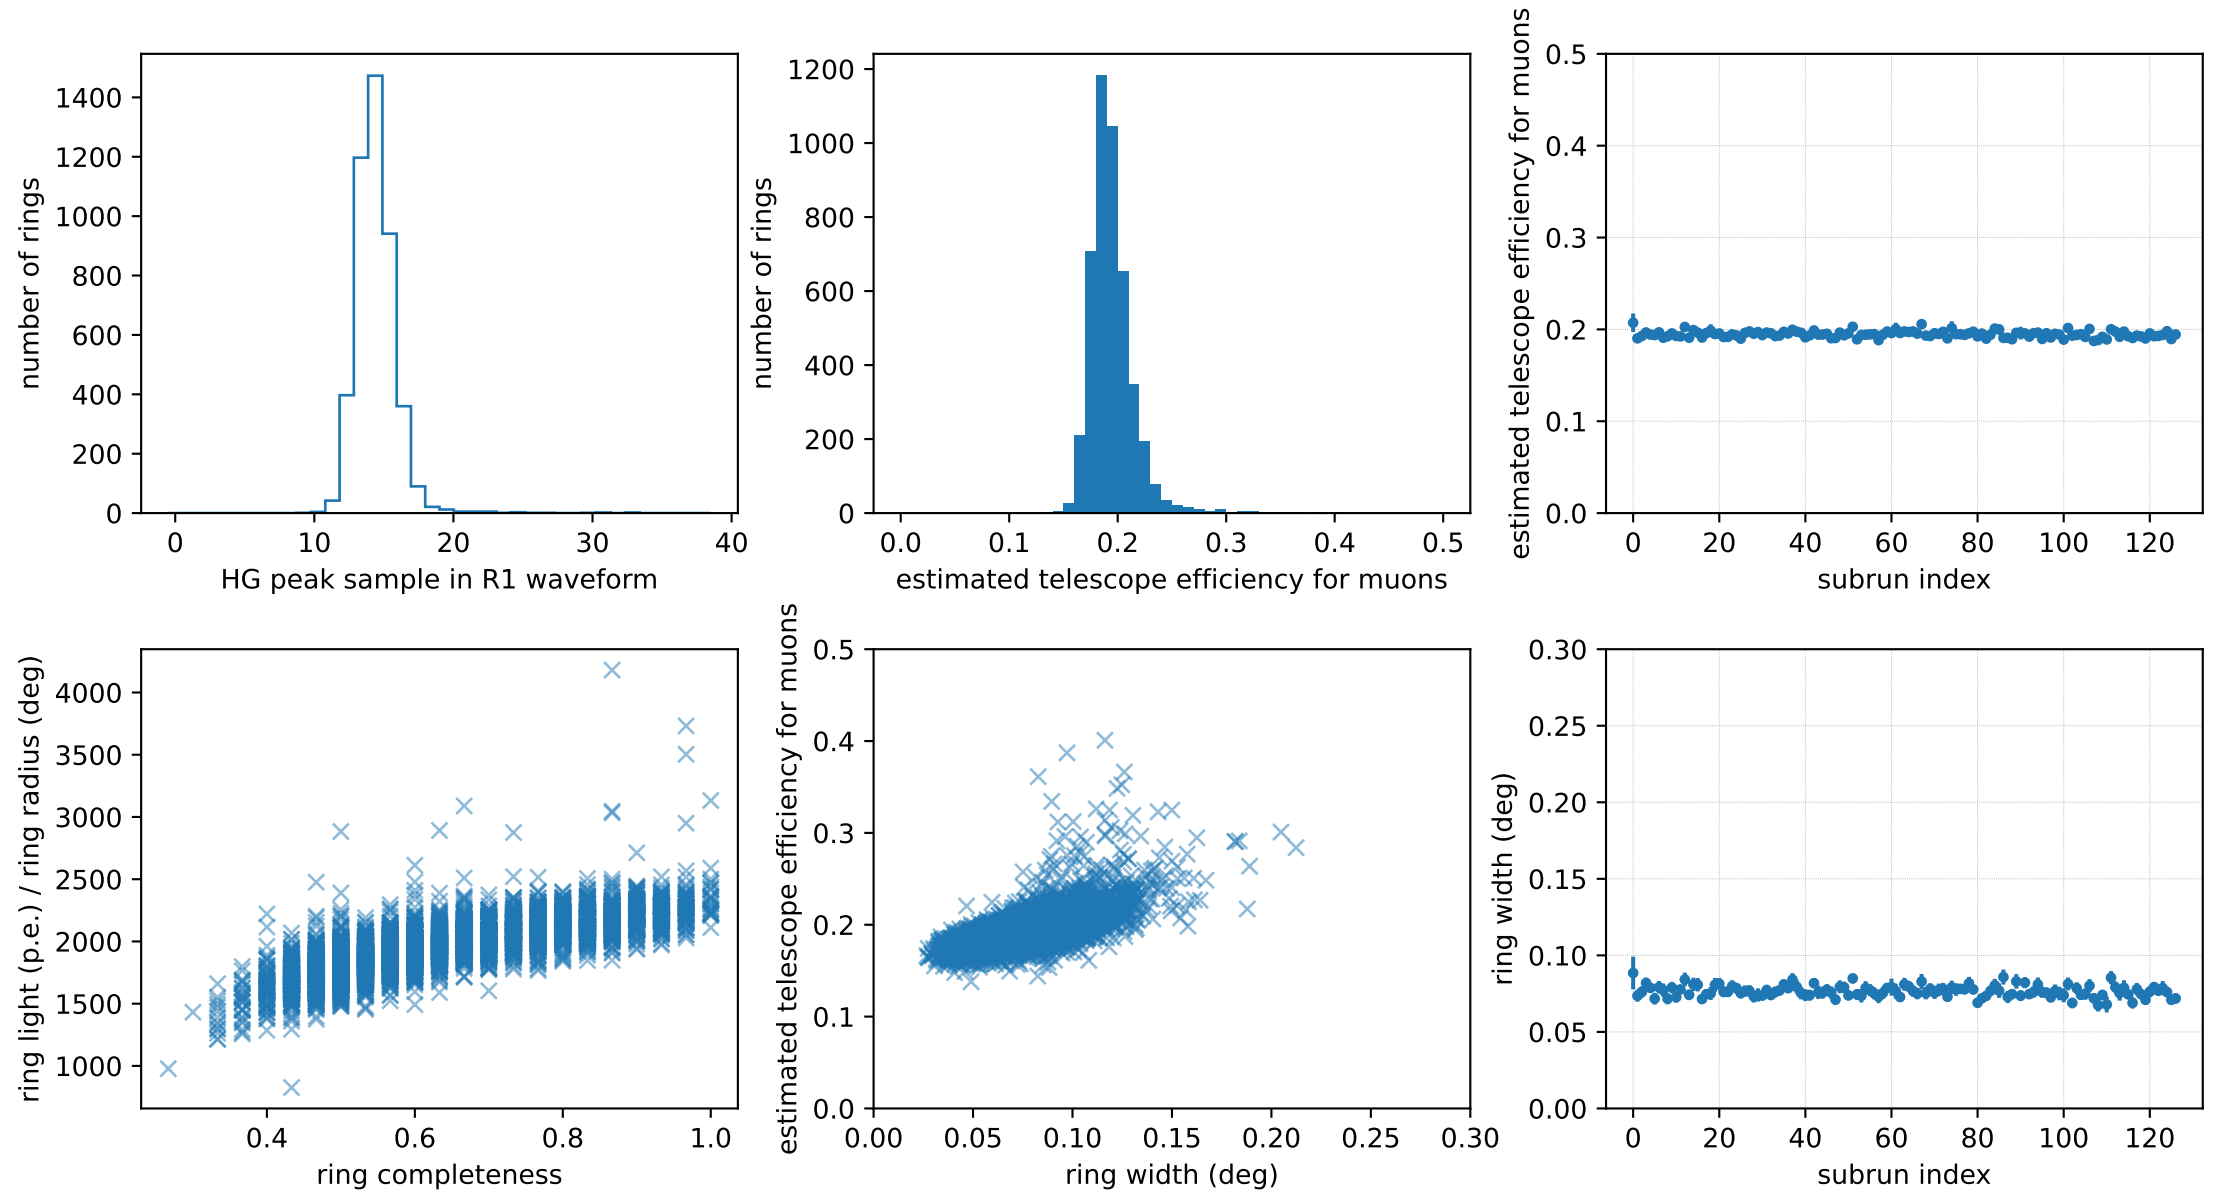 number of rings
1400
1200
1000
800
600
400
200
0
0 10 20 30 40
HG peak sample in R1 waveform
number of rings
1200
1000
800
600
400
200
0
0.0 0.1 0.2 0.3 0.4 0.5
estimated telescope efficiency for muons
estimated telescope efficiency for muons
0.5
0.4
0.3
0.2
0.1
0.0
0 20 40 60 80 100 120
subrun index
ring light (p.e.) / ring radius (deg)
4000
3500
3000
2500
2000
1500
1000
0.4 0.6 0.8 1.0
ring completeness
estimated telescope efficiency for muons
0.5
0.4
0.3
0.2
0.1
0.0
0.00 0.05 0.10 0.15 0.20 0.25 0.30
ring width (deg)
ring width (deg)
0.30
0.25
0.20
0.15
0.10
0.05
0.00
0 20 40 60 80 100 120
subrun index